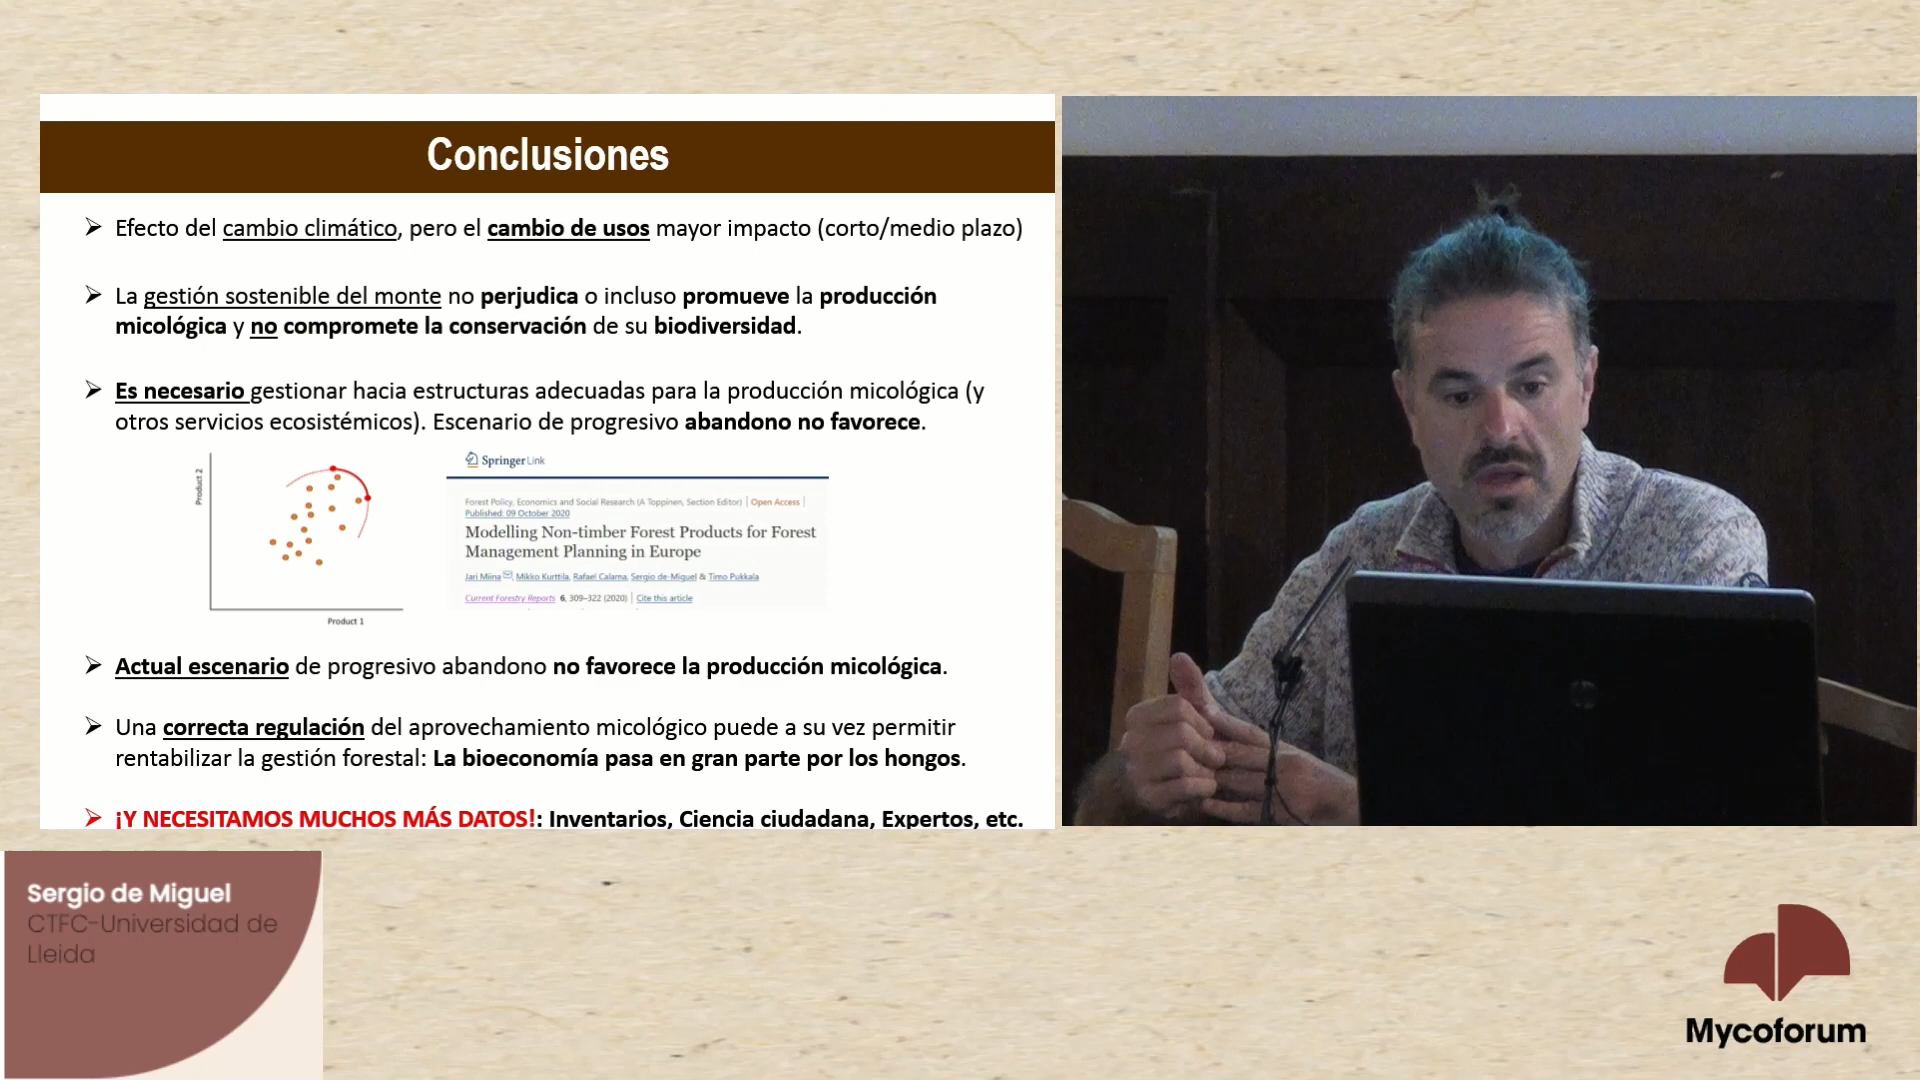 Conclusiones
➢ Efecto del cambio climático, pero el cambio de usos mayor impacto (corto/medio plazo)
➢ La gestión sostenible del monte no perjudica o incluso promueve la producción
micológica y no compromete la conservación de su biodiversidad.
➢ Es necesario gestionar hacia estructuras adecuadas para la producción micológica (y
otros servicios ecosistémicos). Escenario de progresivo abandono no favorece.
Product 2
Product 1
Springer Link
Forest Policy, Economics and Social Research (A Toppinen, Section Editor) | Open Access |
Published: 09 October 2020
Modelling Non-timber Forest Products for Forest
Management Planning in Europe
Jari Miina, Mikko Kurttila, Rafael Calama, Sergio de-Miguel & Timo Pukkala
Current Forestry Reports 6, 309–322 (2020) | Cite this article
➢ Actual escenario de progresivo abandono no favorece la producción micológica.
➢ Una correcta regulación del aprovechamiento micológico puede a su vez permitir
rentabilizar la gestión forestal: La bioeconomía pasa en gran parte por los hongos.
➢ ¡Y NECESITAMOS MUCHOS MÁS DATOS!: Inventarios, Ciencia ciudadana, Expertos, etc.
Sergio de Miguel
CTFC-Universidad de
Lleida
Mycoforum